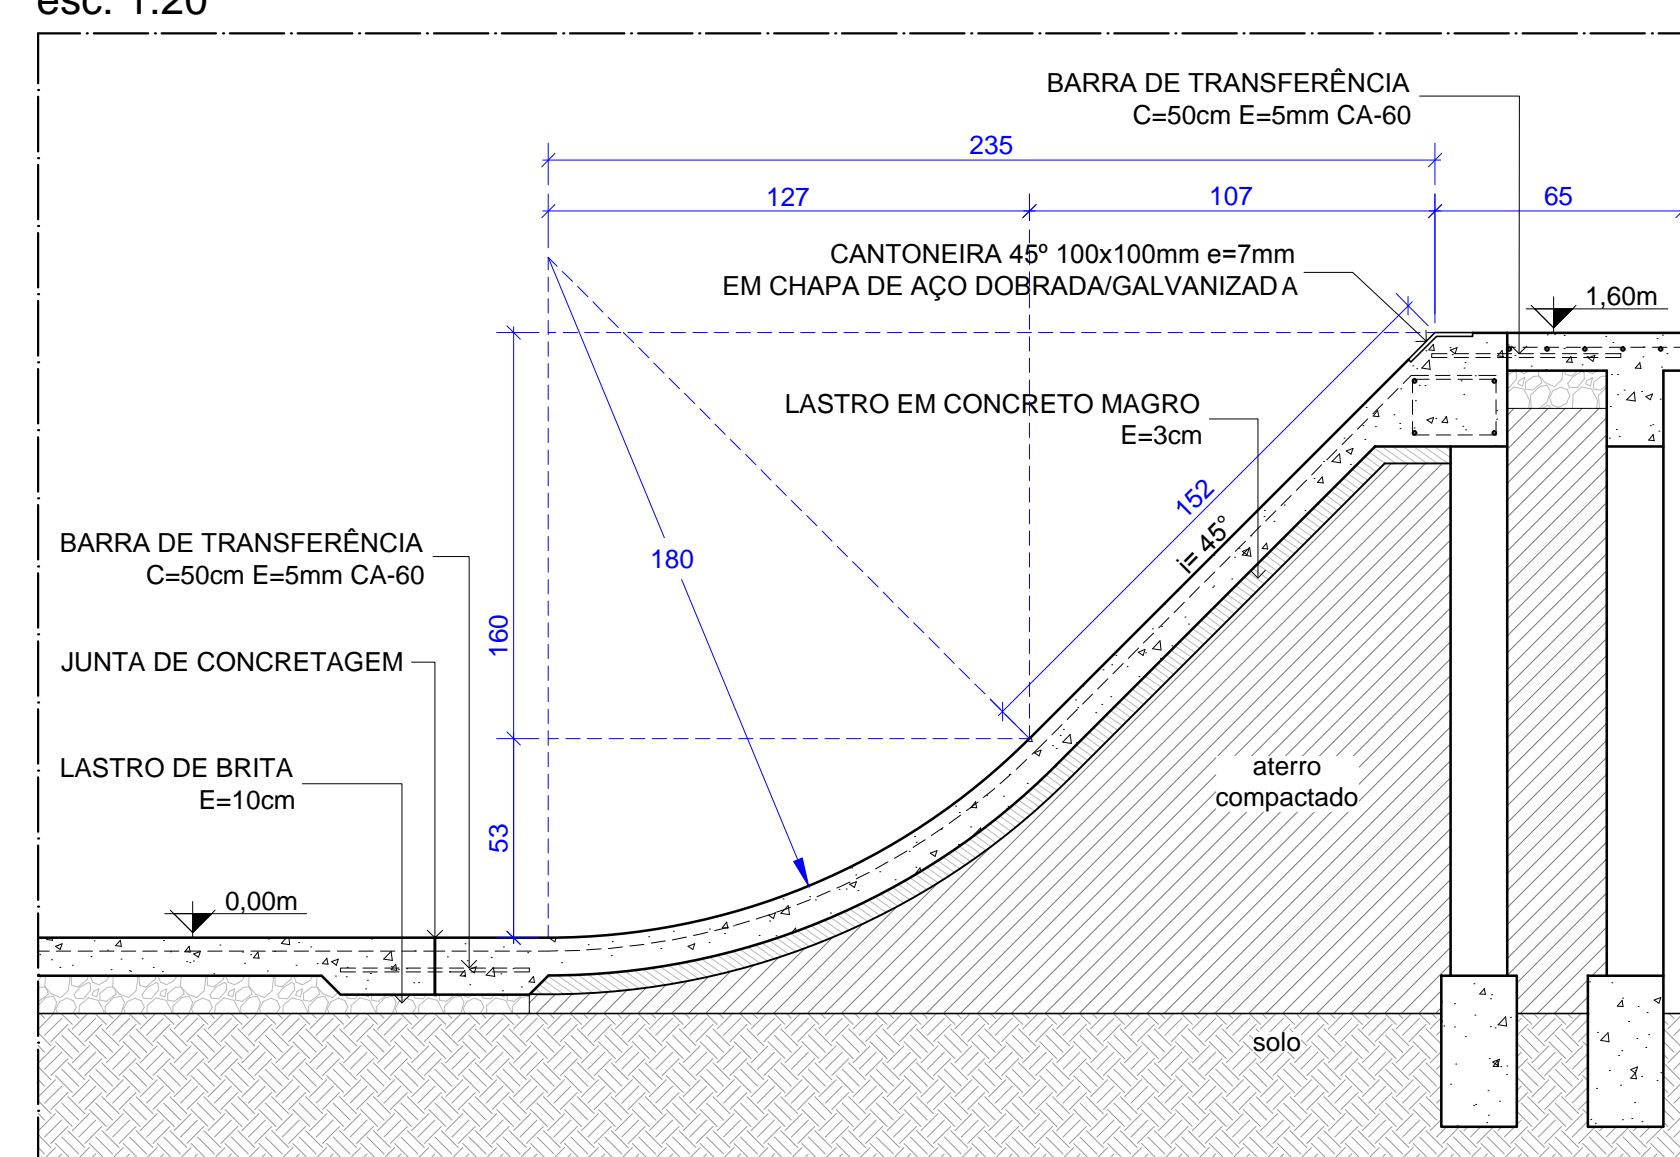 esc. 1:20
BARRA DE TRANSFERÊNCIA
C=50cm E=5mm CA-60
235
127
107
65
CANTONEIRA 45º 100x100mm e=7mm
EM CHAPA DE AÇO DOBRADA/GALVANIZADA
1,60m
LASTRO EM CONCRETO MAGRO
E=3cm
152
i= 45°
BARRA DE TRANSFERÊNCIA
C=50cm E=5mm CA-60
180
160
JUNTA DE CONCRETAGEM
LASTRO DE BRITA
E=10cm
aterro
compactado
53
0,00m
solo